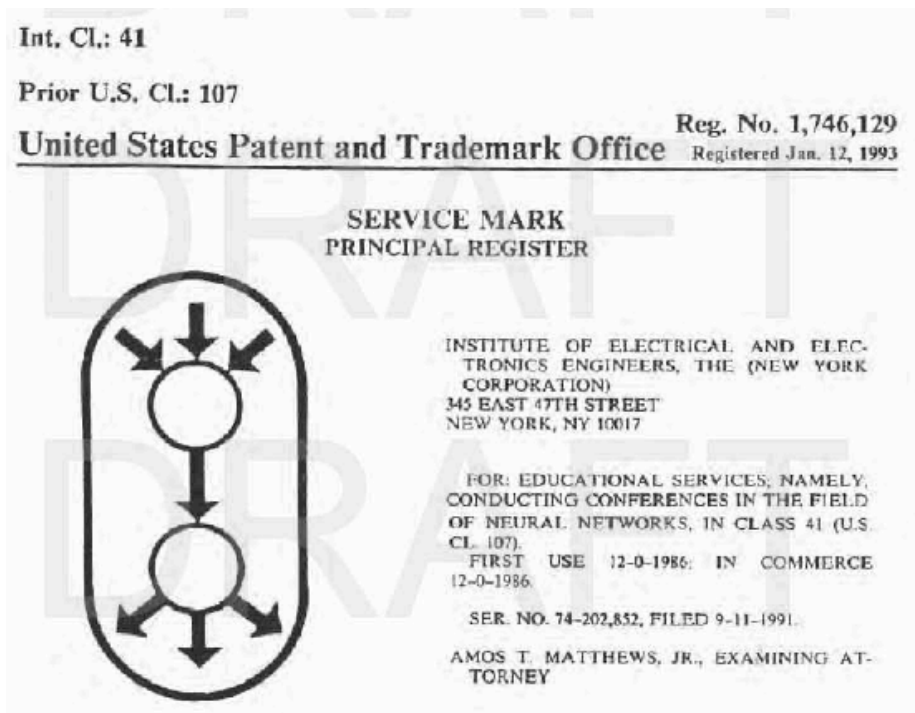 Int. Cl.: 41
Prior U.S. Cl.: 107
Reg. No. 1,746,129
United States Patent and Trademark Office Registered Jan. 12, 1993
SERVICE MARK
PRINCIPAL REGISTER
INSTITUTE OF ELECTRICAL AND ELEC-
TRONICS ENGINEERS, THE (NEW YORK
CORPORATION)
345 EAST 47TH STREET
NEW YORK, NY 10017
FOR: EDUCATIONAL SERVICES, NAMELY,
CONDUCTING CONFERENCES IN THE FIELD
OF NEURAL NETWORKS, IN CLASS 41 (U.S.
CL. 107).
FIRST USE 12-0-1986; IN COMMERCE
12-0-1986.
SER. NO. 74-202,852, FILED 9-11-1991.
AMOS T. MATTHEWS, JR., EXAMINING AT-
TORNEY
DRAFT
DRAFT